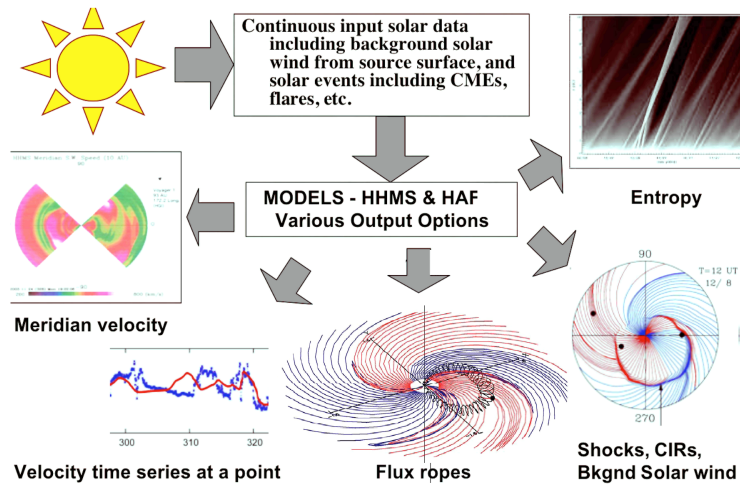 Continuous input solar data
including background solar
wind from source surface, and
solar events including CMEs,
flares, etc.
Entropy
MODELS - HHMS & HAF
Various Output Options
Meridian velocity
90
T=12 UT
12/ 8
270
300
310
320
Velocity time series at a point
Flux ropes
Shocks, CIRs,
Bkgnd Solar wind